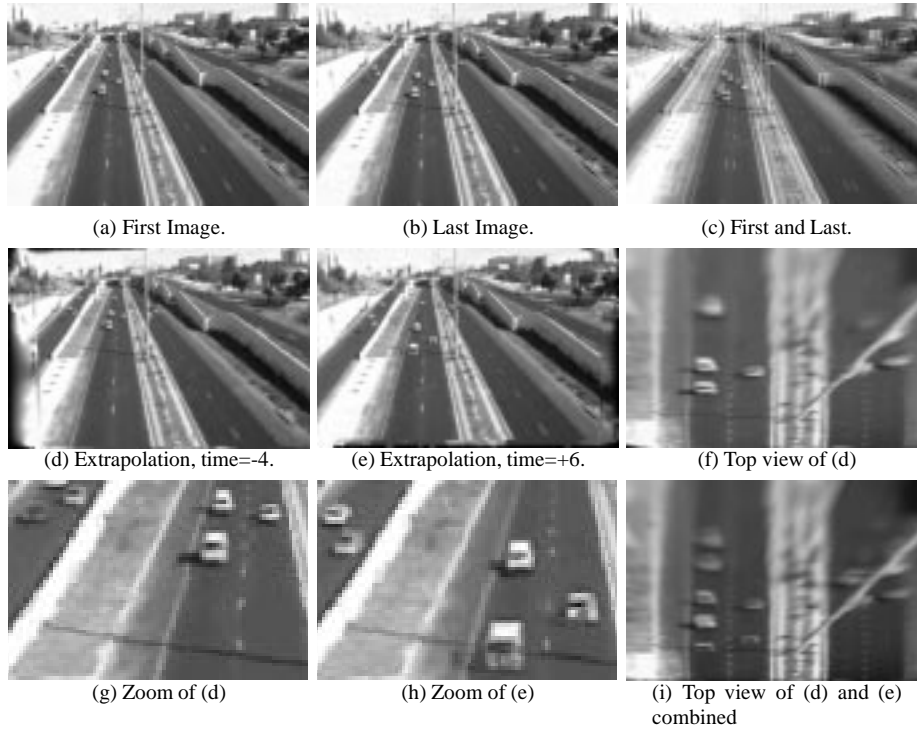 (a) First Image.
(b) Last Image.
(c) First and Last.
(d) Extrapolation, time=-4.
(e) Extrapolation, time=+6.
(f) Top view of (d)
(g) Zoom of (d)
(h) Zoom of (e)
(i) Top view of (d) and (e)
combined